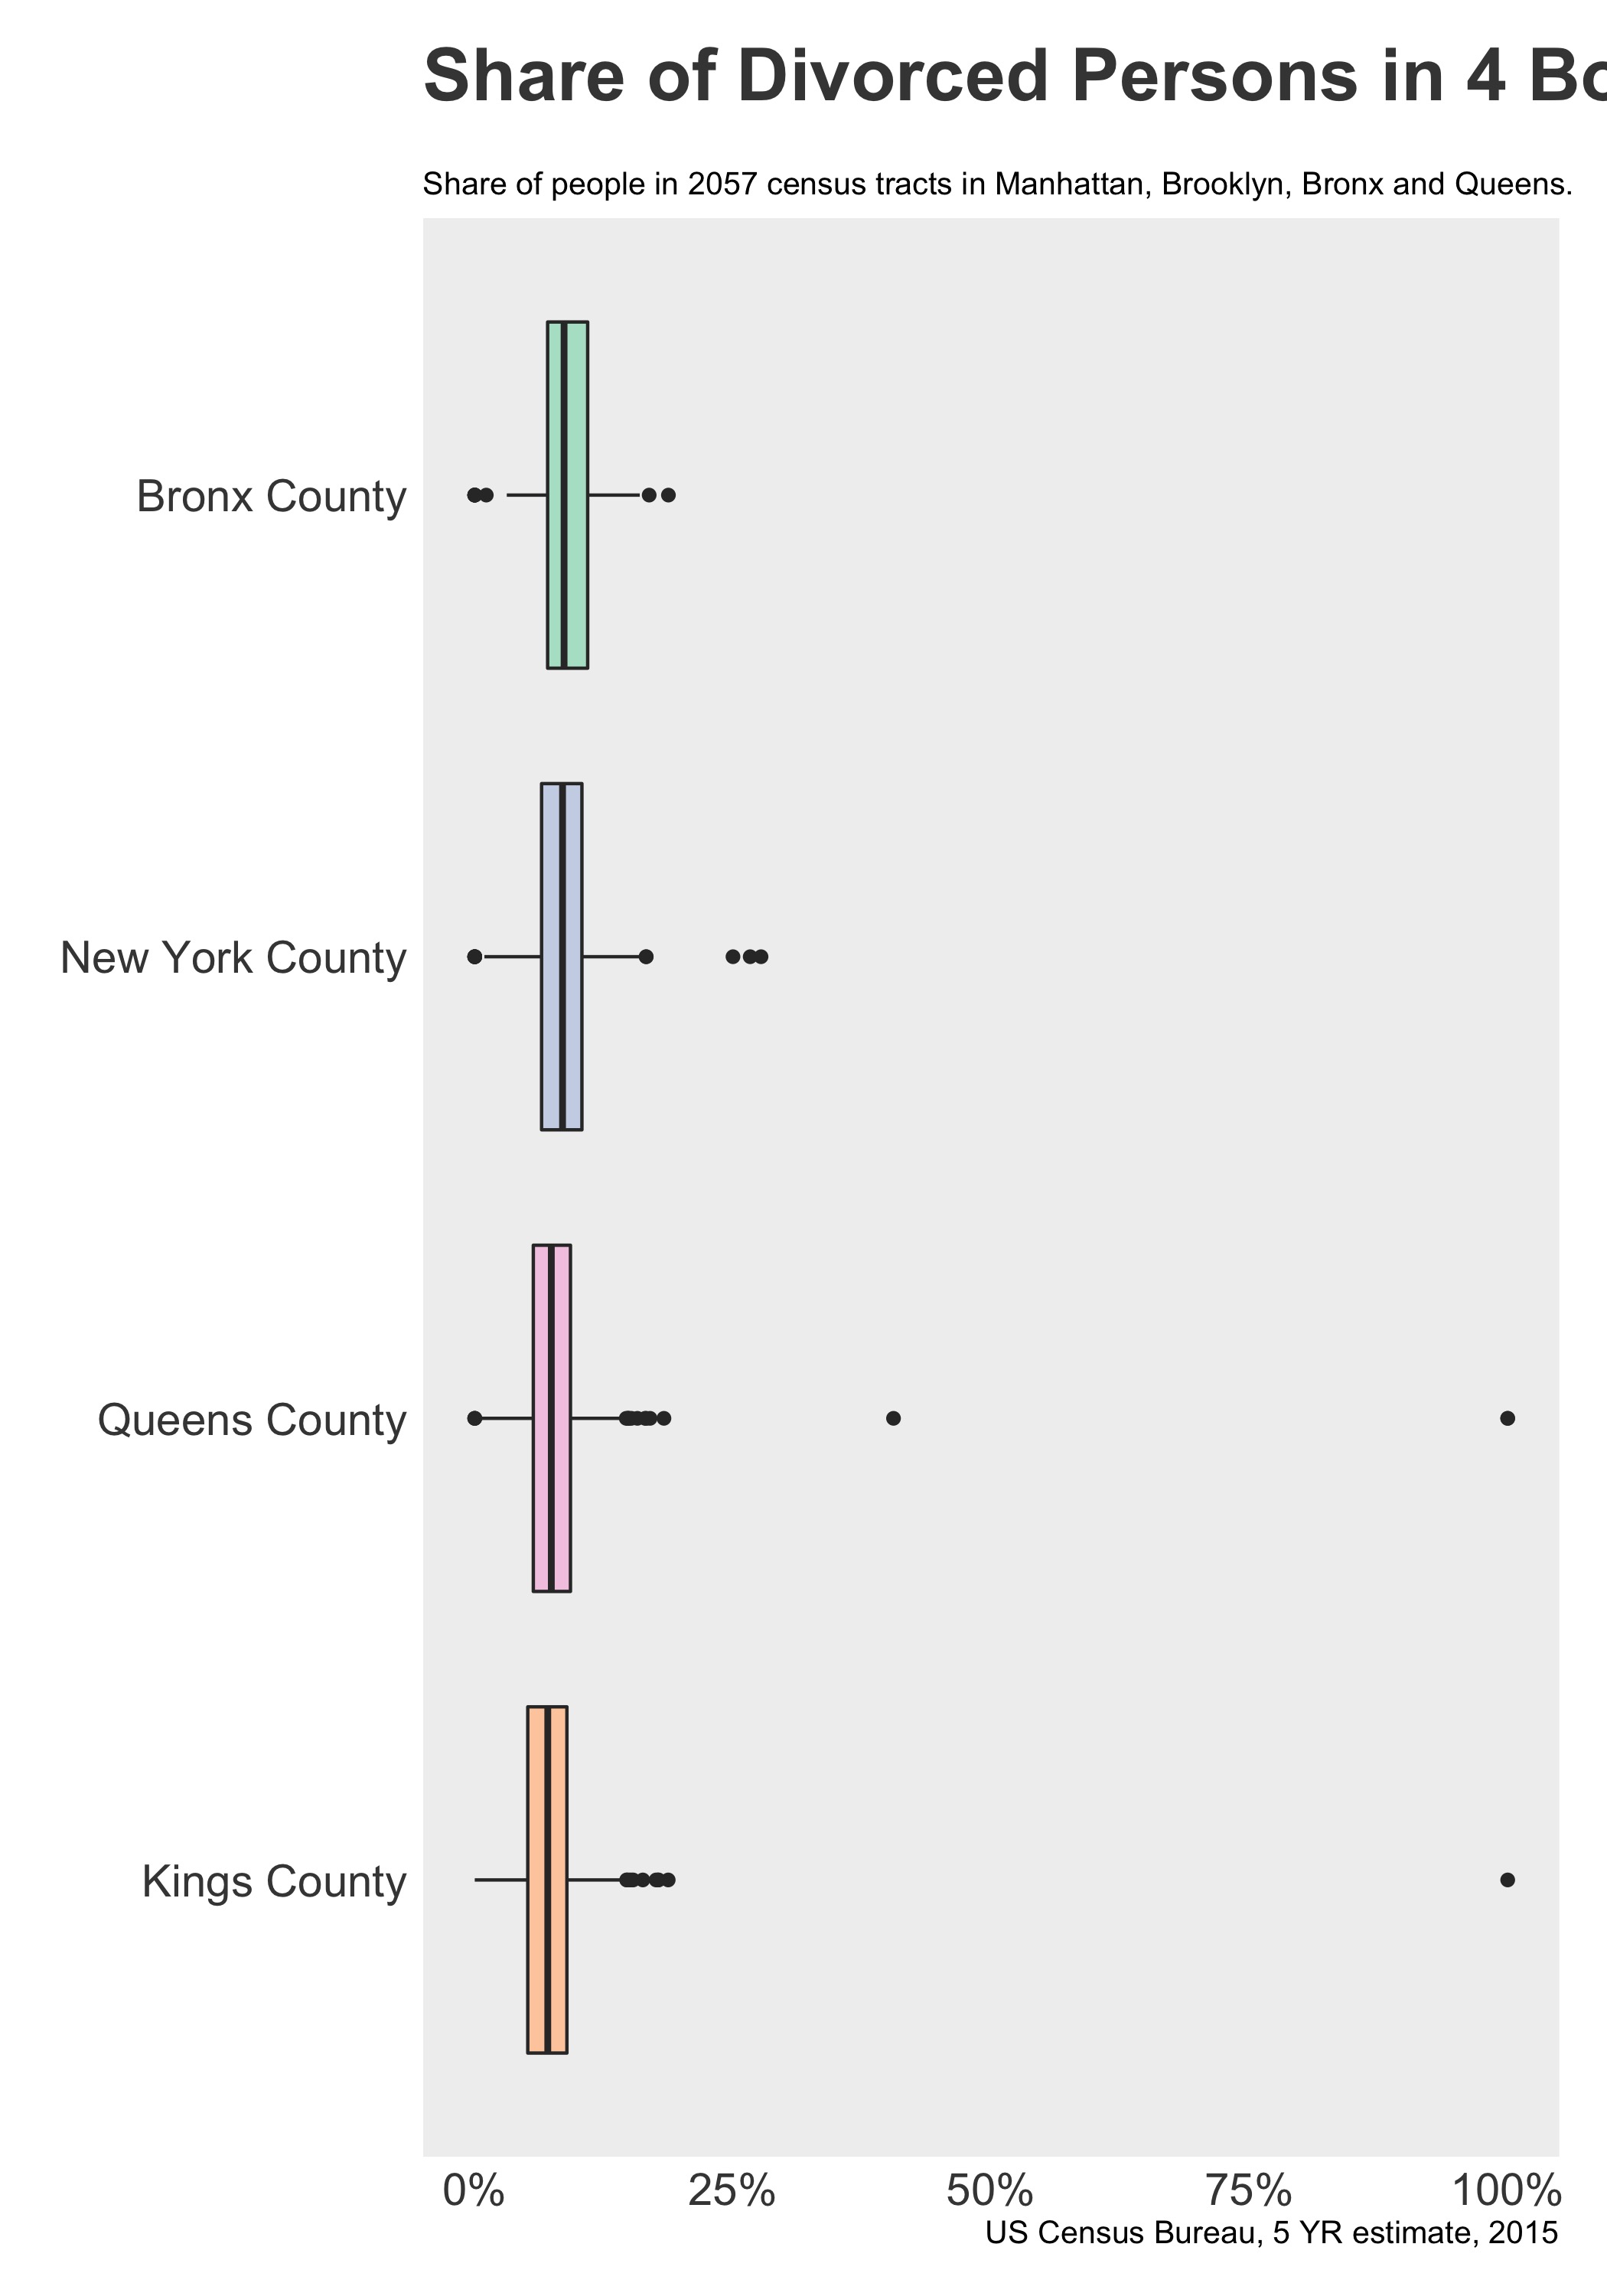 Share of Divorced Persons in 4
Share of people in 2057 census tracts in Manhattan, Brooklyn, Bronx and Queens.
Bronx County
New York County
Queens County
Kings County
0% 25% 50% 75% 100%
US Census Bureau, 5 YR estimate, 2015